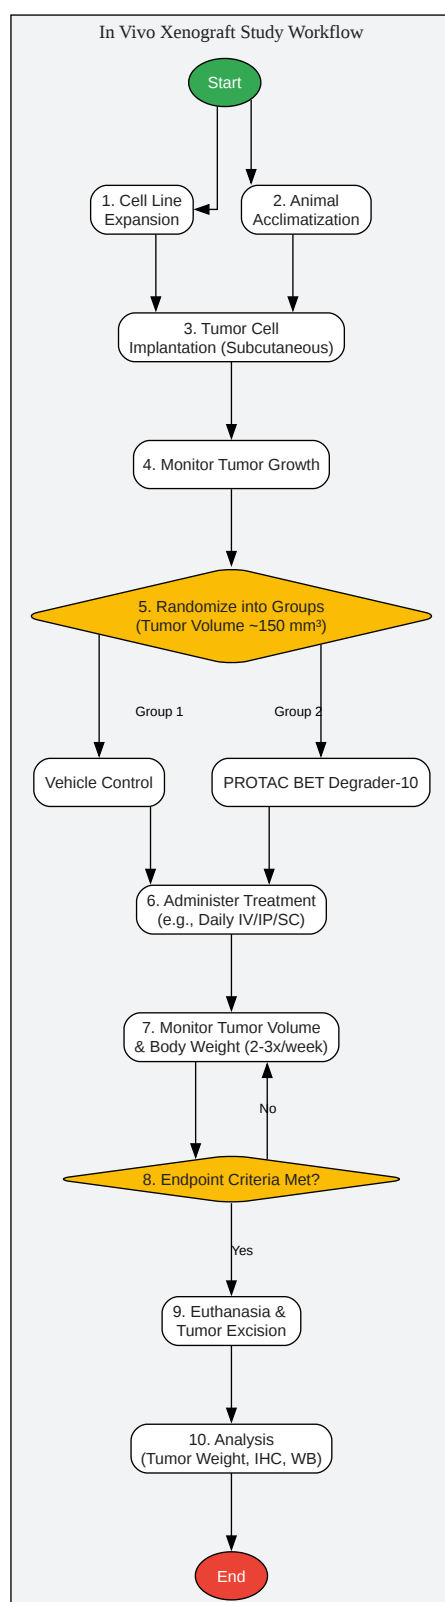 In Vivo Xenograft Study Workflow
Start
1. Cell Line
Expansion
2. Animal
Acclimatization
3. Tumor Cell
Implantation (Subcutaneous)
4. Monitor Tumor Growth
5. Randomize into Groups
(Tumor Volume ~150 mm³)
Group 1
Group 2
Vehicle Control
PROTAC BET Degrader-10
6. Administer Treatment
(e.g., Daily IV/IP/SC)
7. Monitor Tumor Volume
& Body Weight (2-3x/week)
No
8. Endpoint Criteria Met?
Yes
9. Euthanasia &
Tumor Excision
10. Analysis
(Tumor Weight, IHC, WB)
End